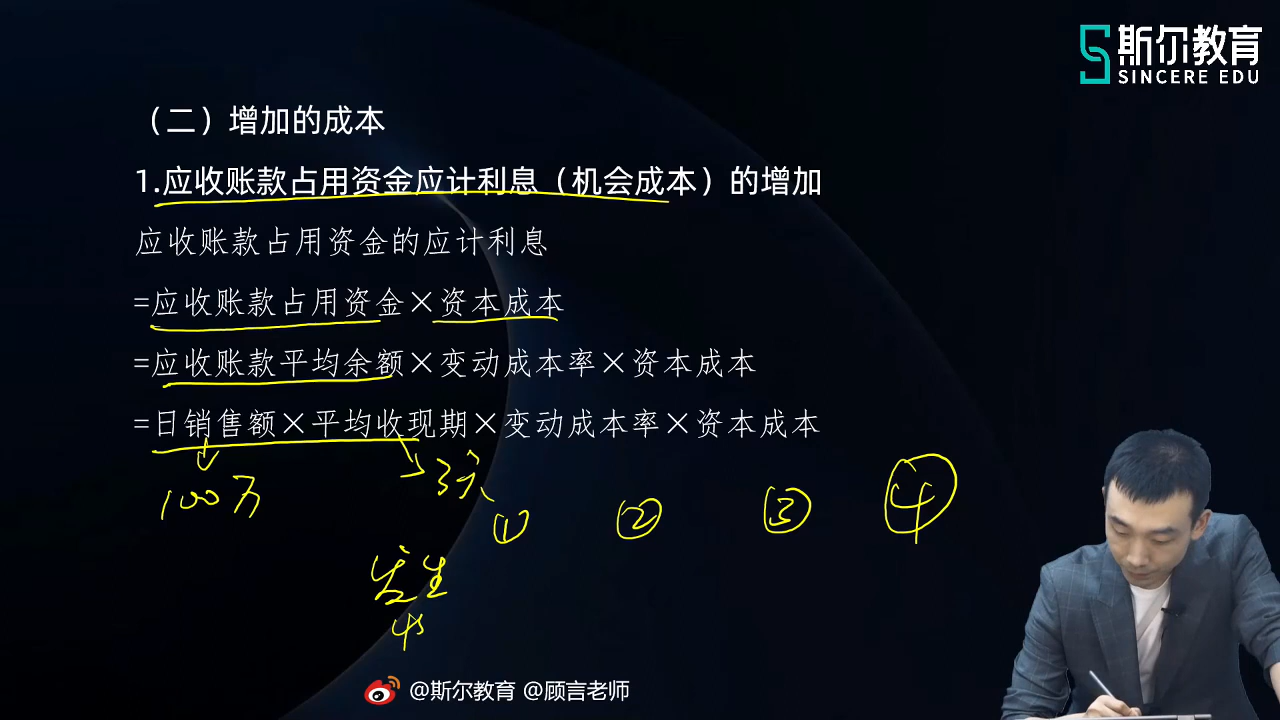 斯尔教育
SINCERE EDU
（二）增加的成本
1.应收账款占用资金应计利息（机会成本）的增加
应收账款占用资金的应计利息
=应收账款占用资金×资本成本
=应收账款平均余额×变动成本率×资本成本
=日销售额×平均收现期×变动成本率×资本成本
100万
3天
① ② ③ ④
发生
@斯尔教育 @顾言老师